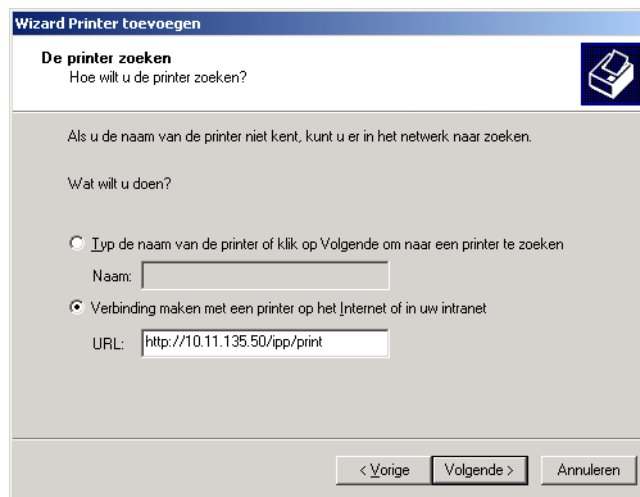 Wizard Printer toevoegen
De printer zoeken
Hoe wilt u de printer zoeken?
Als u de naam van de printer niet kent, kunt u er in het netwerk naar zoeken.
Wat wilt u doen?
Typ de naam van de printer of klik op Volgende om naar een printer te zoeken
Naam:
Verbinding maken met een printer op het Internet of in uw intranet
URL: http://10.11.135.50/ipp/print
< Vorige Volgende > Annuleren